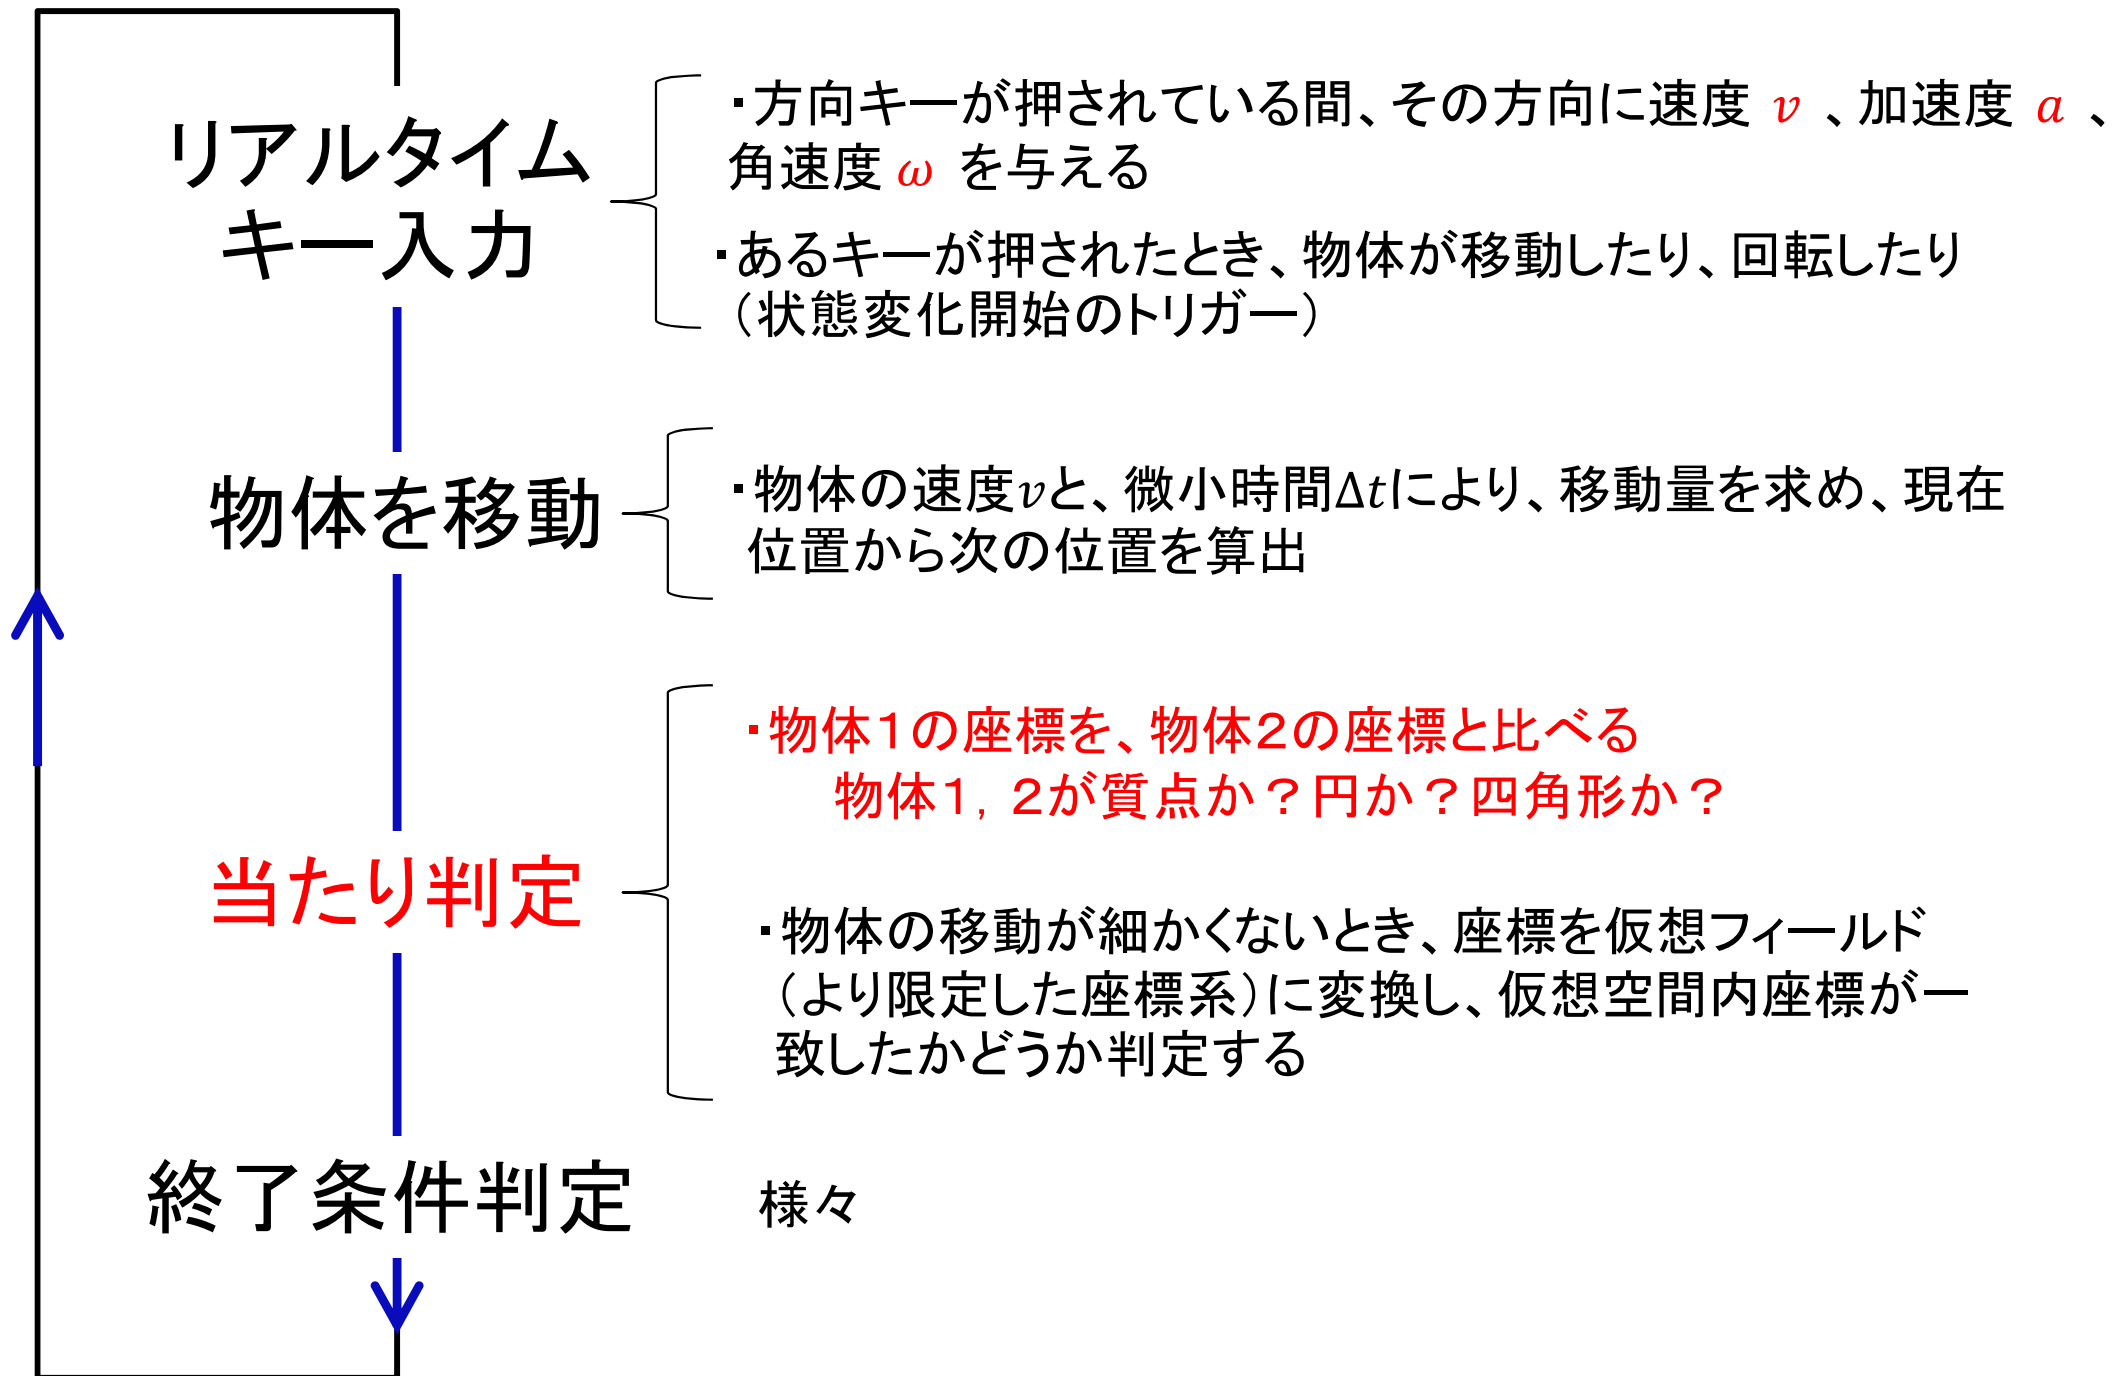 リアルタイム
キー入力
・方向キーが押されている間、その方向に速度 v 、加速度 a 、
角速度 ω を与える
・あるキーが押されたとき、物体が移動したり、回転したり
（状態変化開始のトリガー）
物体を移動
・物体の速度vと、微小時間Δtにより、移動量を求め、現在
位置から次の位置を算出
当たり判定
・物体１の座標を、物体２の座標と比べる
物体１，２が質点か？円か？四角形か？
・物体の移動が細かくないとき、座標を仮想フィールド
（より限定した座標系）に変換し、仮想空間内座標が一
致したかどうか判定する
終了条件判定
様々